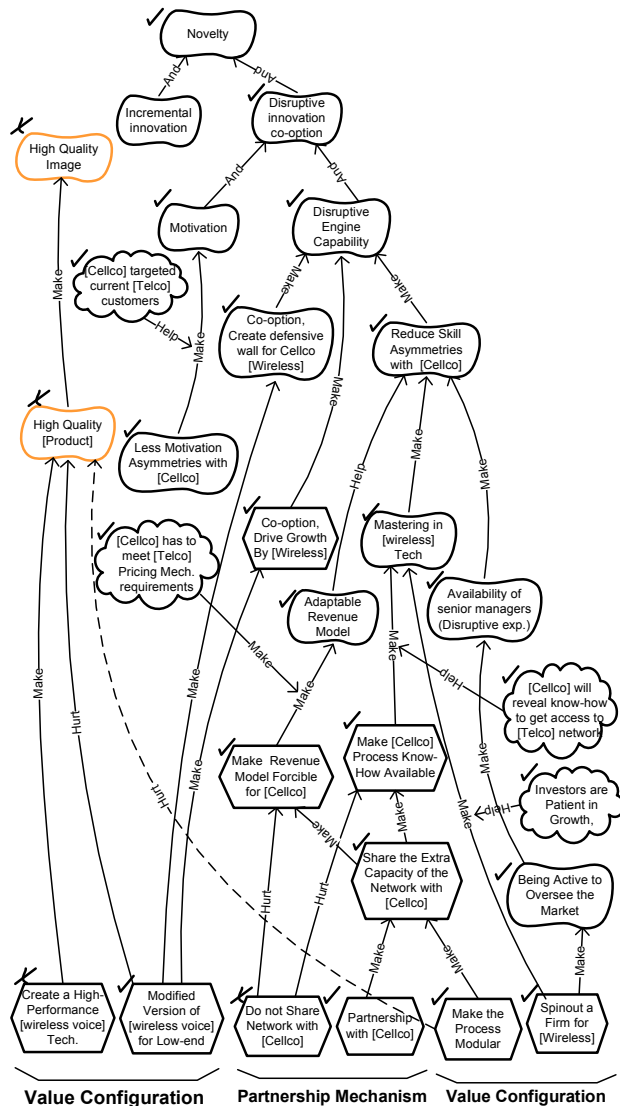 Novelty
And
And
Incremental
innovation
Disruptive
innovation
co-option
High Quality
Image
And
And
Motivation
Disruptive
Engine
Capability
[Cellco] targeted
current [Telco]
customers
Make
Help
Make
Make
Make
Make
Co-option,
Create defensive
wall for Cellco
[Wireless]
Reduce Skill
Asymmetries
with [Cellco]
High Quality
[Product]
Less Motivation
Asymmetries with
[Cellco]
Help
Make
Make
[Cellco] has to
meet [Telco]
Pricing Mech.
requirements
Co-option,
Drive Growth
By [Wireless]
Mastering in
[wireless]
Tech
Adaptable
Revenue
Model
Availability of
senior managers
(Disruptive exp.)
Make
Hurt
Make
Make
Make
Make
Make
Help
[Cellco] will
reveal know-how
to get access to
[Telco] network
Make Revenue
Model Forcible
for [Cellco]
Make [Cellco]
Process Know-
How Available
Make
Hurt
Make
Make
Make
Help
Investors are
Patient in
Growth,
Share the Extra
Capacity of the
Network with
[Cellco]
Being Active to
Oversee the
Market
Hurt
Hurt
Make
Make
Make
Create a High-
Performance
[wireless voice]
Tech.
Modified
Version of
[wireless voice]
for Low-end
Do not Share
Network with
[Cellco]
Partnership
with [Cellco]
Make the
Process
Modular
Spinout a
Firm for
[Wireless]
Value Configuration
Partnership Mechanism
Value Configuration